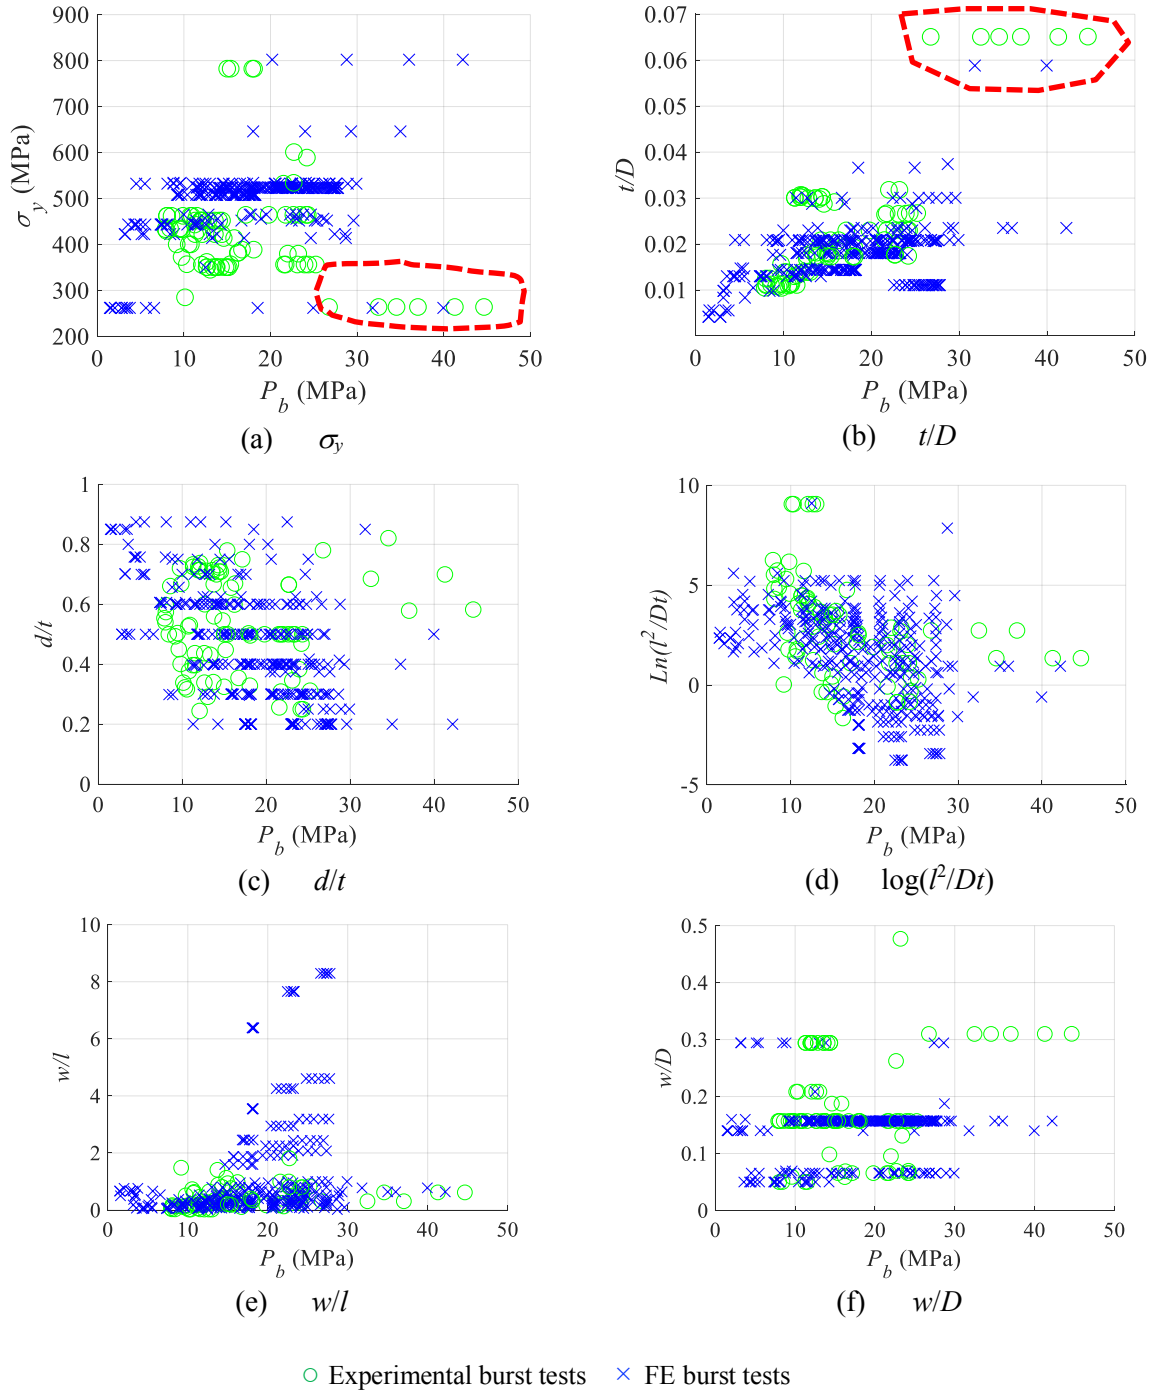 900
800
700
600
500
400
300
200
σy (MPa)
0 10 20 30 40 50
Pb (MPa)
(a) σy
0.07
0.06
0.05
0.04
0.03
0.02
0.01
t/D
0 10 20 30 40 50
Pb (MPa)
(b) t/D
1
0.8
0.6
0.4
0.2
0
d/t
0 10 20 30 40 50
Pb (MPa)
(c) d/t
10
5
0
-5
Ln(l²/Dt)
0 10 20 30 40 50
Pb (MPa)
(d) log(l²/Dt)
10
8
6
4
2
0
w/l
0 10 20 30 40 50
Pb (MPa)
(e) w/l
0.5
0.4
0.3
0.2
0.1
0
w/D
0 10 20 30 40 50
Pb (MPa)
(f) w/D
Experimental burst tests FE burst tests